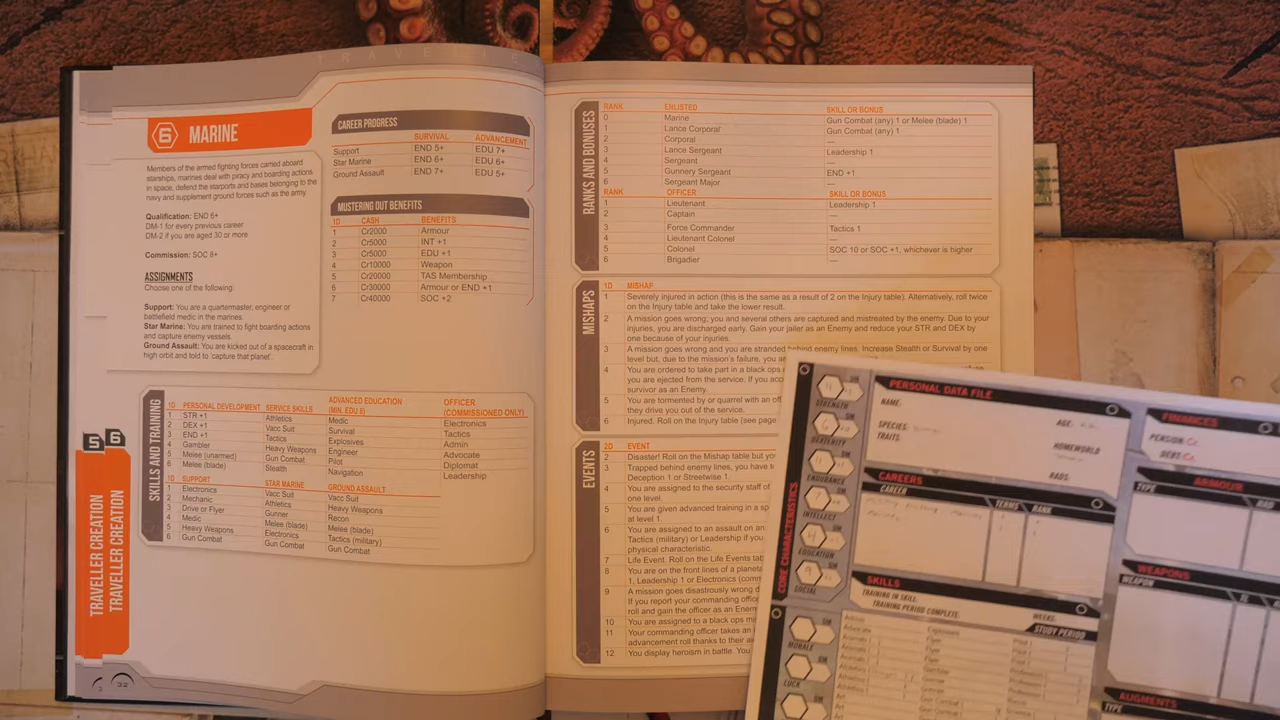 TRAVELLE
6 MARINE
Members of the armed fighting forces carried aboard
starships, marines deal with piracy and boarding actions
in space, defend the starports and bases belonging to the
navy and supplement ground forces such as the army.
Qualification: END 6+
DM-1 for every previous career
DM-2 if you are aged 30 or more
Commission: SOC 8+
ASSIGNMENTS
Choose one of the following:
Support: You are a quartermaster, engineer or
battlefield medic in the marines.
Star Marine: You are trained to fight boarding actions
and capture enemy vessels.
Ground Assault: You are kicked out of a spacecraft in
high orbit and told to 'capture that planet'.
CAREER PROGRESS
SURVIVAL ADVANCEMENT
Support END 5+ EDU 7+
Star Marine END 6+ EDU 6+
Ground Assault END 7+ EDU 5+
MUSTERING OUT BENEFITS
1D CASH BENEFITS
1 Cr2000 Armour
2 Cr5000 INT +1
3 Cr5000 EDU +1
4 Cr10000 Weapon
5 Cr20000 TAS Membership
6 Cr30000 Armour or END +1
7 Cr40000 SOC +2
SKILLS AND TRAINING
1D PERSONAL DEVELOPMENT SERVICE SKILLS ADVANCED EDUCATION (MIN. EDU 8) OFFICER (COMMISSIONED ONLY)
1 STR +1 Athletics Medic Electronics
2 DEX +1 Vacc Suit Survival Tactics
3 END +1 Tactics Explosives Admin
4 Gambler Heavy Weapons Engineer Advocate
5 Melee (unarmed) Gun Combat Pilot Diplomat
6 Melee (blade) Stealth Navigation Leadership
1D SUPPORT STAR MARINE GROUND ASSAULT
1 Electronics Vacc Suit Vacc Suit
2 Mechanic Athletics Heavy Weapons
3 Drive or Flyer Gunner Recon
4 Medic Melee (blade) Melee (blade)
5 Heavy Weapons Electronics Tactics (military)
6 Gun Combat Gun Combat Gun Combat
5 6
TRAVELLER CREATION
TRAVELLER CREATION
32
RANKS AND BONUSES
RANK ENLISTED SKILL OR BONUS
0 Marine Gun Combat (any) 1 or Melee (blade) 1
1 Lance Corporal Gun Combat (any) 1
2 Corporal —
3 Lance Sergeant Leadership 1
4 Sergeant —
5 Gunnery Sergeant END +1
6 Sergeant Major —
RANK OFFICER SKILL OR BONUS
1 Lieutenant Leadership 1
2 Captain —
3 Force Commander Tactics 1
4 Lieutenant Colonel —
5 Colonel SOC 10 or SOC +1, whichever is higher
6 Brigadier —
MISHAPS
1D MISHAP
1 Severely injured in action (this is the same as a result of 2 on the Injury table). Alternatively, roll twice
on the Injury table and take the lower result.
2 A mission goes wrong; you and several others are captured and mistreated by the enemy. Due to your
injuries, you are discharged early. Gain your jailer as an Enemy and reduce your STR and DEX by
one because of your injuries.
3 A mission goes wrong and you are stranded behind enemy lines. Increase Stealth or Survival by one
level but, due to the mission's failure, you are
4 You are ordered to take part in a black ops
you are ejected from the service. If you
survivor as an Enemy.
5 You are tormented by or quarrel with an
they drive you out of the service.
6 Injured. Roll on the Injury table (see page
EVENTS
2D EVENT
2 Disaster! Roll on the Mishap table but
3 Trapped behind enemy lines, you have
Deception 1 or Streetwise 1.
4 You are assigned to the security staff of
one level.
5 You are given advanced training in a
at level 1.
6 You are assigned to an assault on an
Tactics (military) or Leadership if you
physical characteristic.
7 Life Event. Roll on the Life Events
8 You are on the front lines of a
1, Leadership 1 or Electronics
9 A mission goes disastrously wrong
If you report your commanding
roll and gain the officer as an
10 You are assigned to a black ops
11 Your commanding officer takes an
advancement roll thanks to their
12 You display heroism in battle. You
CORE CHARACTERISTICS
STRENGTH
DEXTERITY
ENDURANCE
INTELLECT
EDUCATION
SOCIAL
MORALE
LUCK
PERSONAL DATA FILE
NAME:
AGE:
SPECIES:
TRAITS:
HOMEWORLD
RADS:
CAREERS
CAREER TERMS RANK
SKILLS
TRAINING IN SKILL:
WEEKS:
TRAINING PERIOD COMPLETE:
STUDY PERIOD
FINANCES
PENSION: Cr.
DEBT: Cr.
ARMOUR
TYPE RAD
WEAPONS
WEAPON
AUGMENTS
TYPE